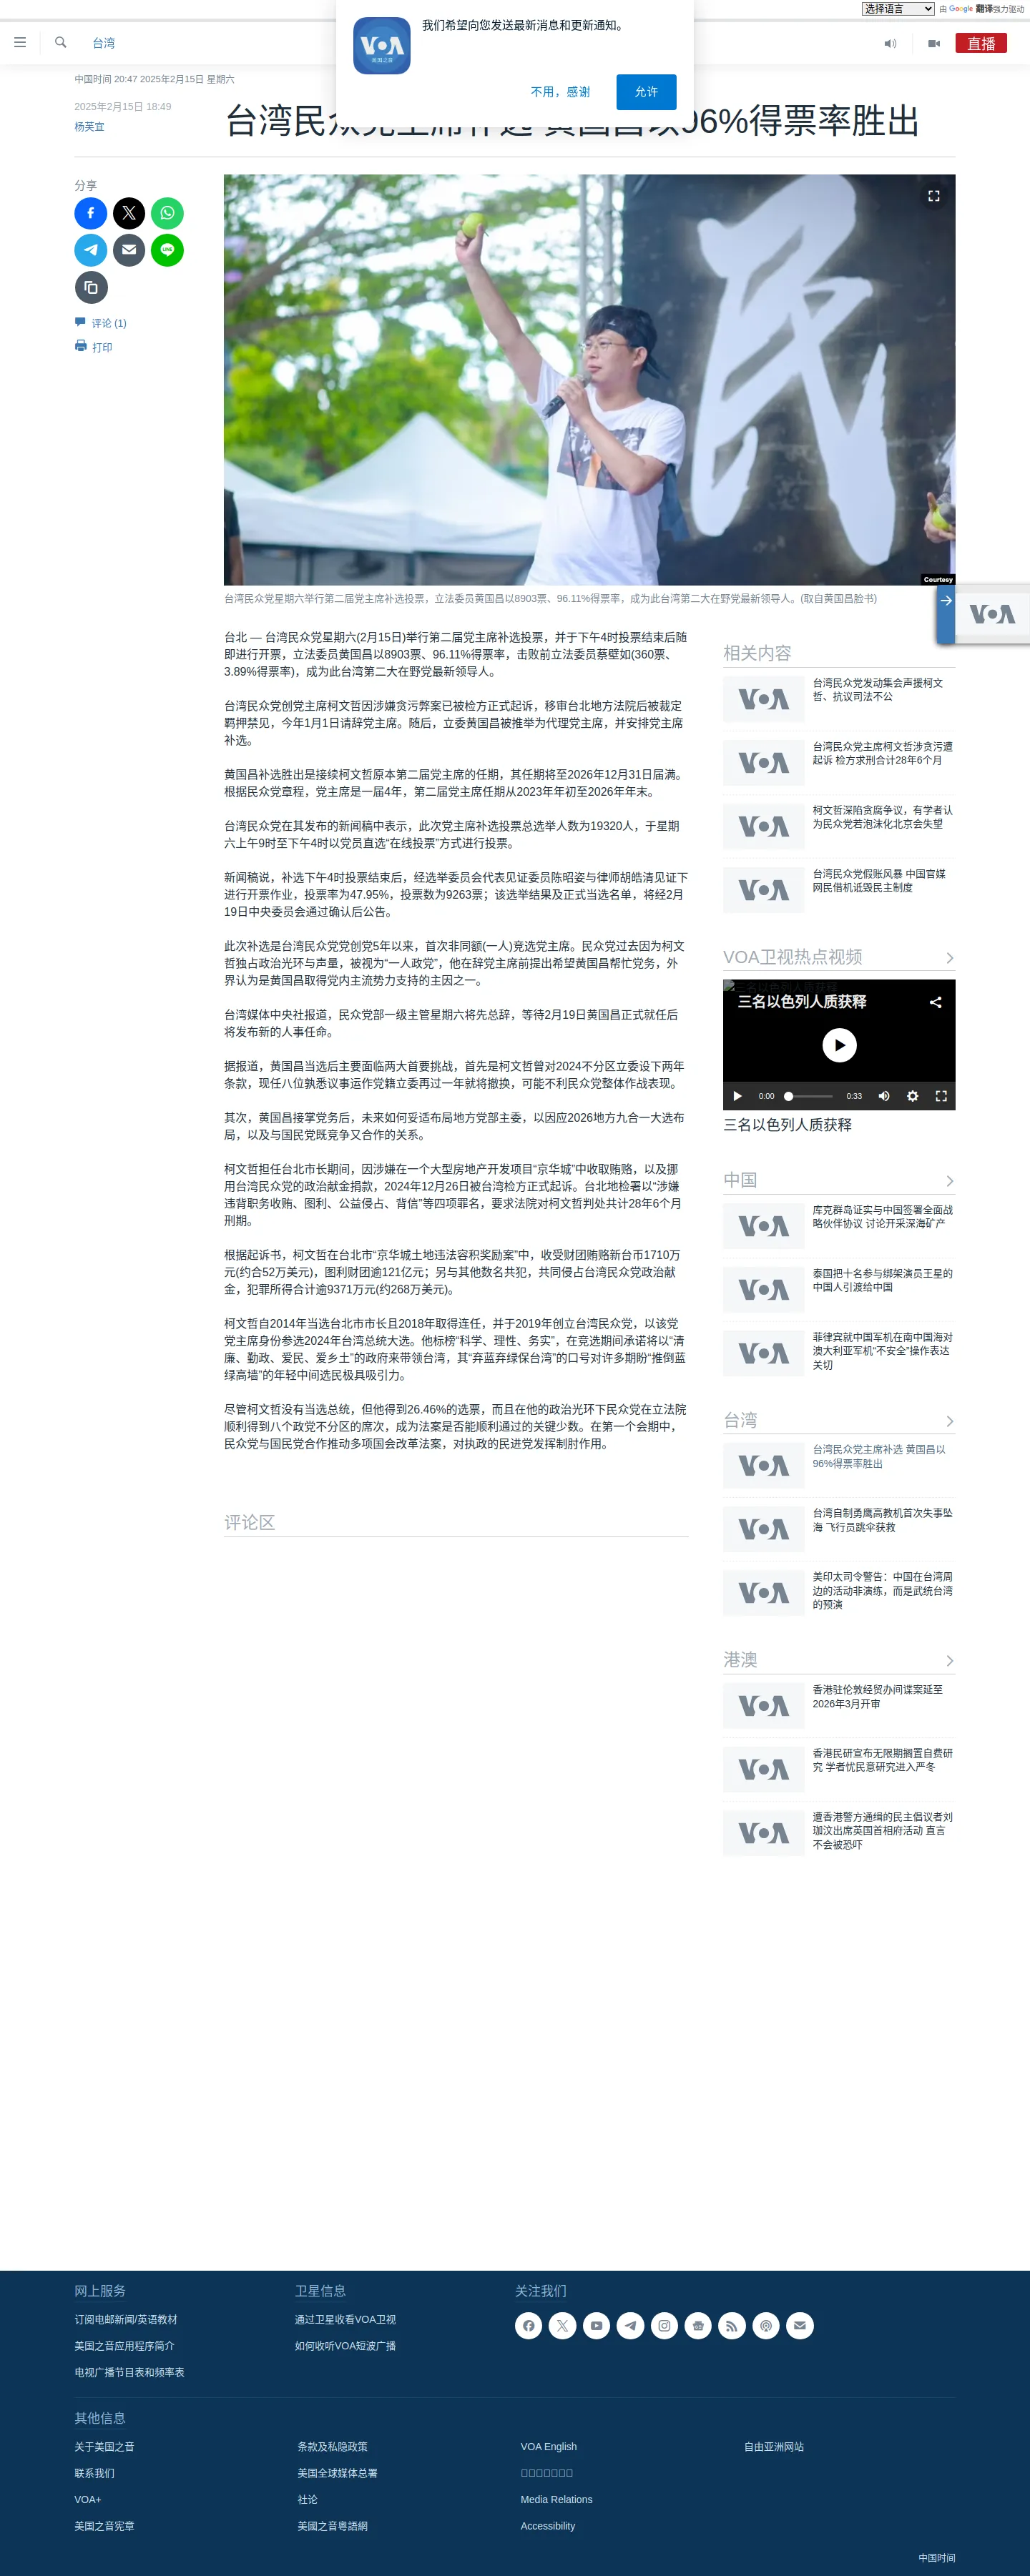 选择语言 由 Google 翻译强力驱动
我们希望向您发送最新消息和更新通知。
VOA
美国之音
不用，感谢
允许
台湾
直播
中国时间 20:47 2025年2月15日 星期六
2025年2月15日 18:49
杨芙宜
台湾民众党主席补选 黄国昌以96%得票率胜出
分享
LINE
评论 (1)
打印
民
Courtesy
台湾民众党星期六举行第二届党主席补选投票，立法委员黄国昌以8903票、96.11%得票率，成为此台湾第二大在野党最新领导人。(取自黄国昌脸书)
VOA
台北 — 台湾民众党星期六(2月15日)举行第二届党主席补选投票，并于下午4时投票结束后随
即进行开票，立法委员黄国昌以8903票、96.11%得票率，击败前立法委员蔡壁如(360票、
3.89%得票率)，成为此台湾第二大在野党最新领导人。
台湾民众党创党主席柯文哲因涉嫌贪污弊案已被检方正式起诉，移审台北地方法院后被裁定
羁押禁见，今年1月1日请辞党主席。随后，立委黄国昌被推举为代理党主席，并安排党主席
补选。
黄国昌补选胜出是接续柯文哲原本第二届党主席的任期，其任期将至2026年12月31日届满。
根据民众党章程，党主席是一届4年，第二届党主席任期从2023年年初至2026年年末。
台湾民众党在其发布的新闻稿中表示，此次党主席补选投票总选举人数为19320人，于星期
六上午9时至下午4时以党员直选“在线投票”方式进行投票。
新闻稿说，补选下午4时投票结束后，经选举委员会代表见证委员陈昭姿与律师胡皓清见证下
进行开票作业，投票率为47.95%，投票数为9263票；该选举结果及正式当选名单，将经2月
19日中央委员会通过确认后公告。
此次补选是台湾民众党党创党5年以来，首次非同额(一人)竞选党主席。民众党过去因为柯文
哲独占政治光环与声量，被视为“一人政党”，他在辞党主席前提出希望黄国昌帮忙党务，外
界认为是黄国昌取得党内主流势力支持的主因之一。
台湾媒体中央社报道，民众党部一级主管星期六将先总辞，等待2月19日黄国昌正式就任后
将发布新的人事任命。
据报道，黄国昌当选后主要面临两大首要挑战，首先是柯文哲曾对2024不分区立委设下两年
条款，现任八位孰悉议事运作党籍立委再过一年就将撤换，可能不利民众党整体作战表现。
其次，黄国昌接掌党务后，未来如何妥适布局地方党部主委，以因应2026地方九合一大选布
局，以及与国民党既竞争又合作的关系。
柯文哲担任台北市长期间，因涉嫌在一个大型房地产开发项目“京华城”中收取贿赂，以及挪
用台湾民众党的政治献金捐款，2024年12月26日被台湾检方正式起诉。台北地检署以“涉嫌
违背职务收贿、图利、公益侵占、背信”等四项罪名，要求法院对柯文哲判处共计28年6个月
刑期。
根据起诉书，柯文哲在台北市“京华城土地违法容积奖励案”中，收受财团贿赂新台币1710万
元(约合52万美元)，图利财团逾121亿元；另与其他数名共犯，共同侵占台湾民众党政治献
金，犯罪所得合计逾9371万元(约268万美元)。
柯文哲自2014年当选台北市市长且2018年取得连任，并于2019年创立台湾民众党，以该党
党主席身份参选2024年台湾总统大选。他标榜“科学、理性、务实”，在竞选期间承诺将以“清
廉、勤政、爱民、爱乡土”的政府来带领台湾，其“弃蓝弃绿保台湾”的口号对许多期盼“推倒蓝
绿高墙”的年轻中间选民极具吸引力。
尽管柯文哲没有当选总统，但他得到26.46%的选票，而且在他的政治光环下民众党在立法院
顺利得到八个政党不分区的席次，成为法案是否能顺利通过的关键少数。在第一个会期中，
民众党与国民党合作推动多项国会改革法案，对执政的民进党发挥制肘作用。
评论区
相关内容
VOA
台湾民众党发动集会声援柯文
哲、抗议司法不公
VOA
台湾民众党主席柯文哲涉贪污遭
起诉 检方求刑合计28年6个月
VOA
柯文哲深陷贪腐争议，有学者认
为民众党若泡沫化北京会失望
VOA
台湾民众党假账风暴 中国官媒
网民借机诋毁民主制度
VOA卫视热点视频
三名以色列人质获释
三名以色列人质获释
0:00
0:33
三名以色列人质获释
中国
VOA
库克群岛证实与中国签署全面战
略伙伴协议 讨论开采深海矿产
VOA
泰国把十名参与绑架演员王星的
中国人引渡给中国
VOA
菲律宾就中国军机在南中国海对
澳大利亚军机“不安全”操作表达
关切
台湾
VOA
台湾民众党主席补选 黄国昌以
96%得票率胜出
VOA
台湾自制勇鹰高教机首次失事坠
海 飞行员跳伞获救
VOA
美印太司令警告：中国在台湾周
边的活动非演练，而是武统台湾
的预演
港澳
VOA
香港驻伦敦经贸办间谍案延至
2026年3月开审
VOA
香港民研宣布无限期搁置自费研
究 学者忧民意研究进入严冬
VOA
遭香港警方通缉的民主倡议者刘
珈汶出席英国首相府活动 直言
不会被恐吓
网上服务
订阅电邮新闻/英语教材
美国之音应用程序简介
电视广播节目表和频率表
卫星信息
通过卫星收看VOA卫视
如何收听VOA短波广播
关注我们
其他信息
关于美国之音
联系我们
VOA+
美国之音宪章
条款及私隐政策
美国全球媒体总署
社论
美國之音粵語網
VOA English
Media Relations
Accessibility
自由亚洲网站
中国时间